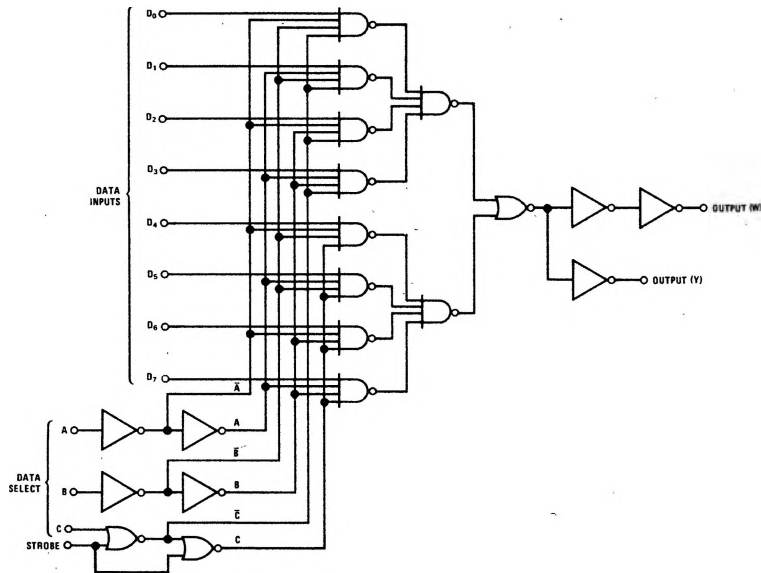 D₀
D₁
D₂
D₃
DATA
INPUTS
D₄
D₅
D₆
D₇
OUTPUT (W)
OUTPUT (Y)
A̅
A
A
B̅
DATA
SELECT
B
B
C̅
C
STROBE
C